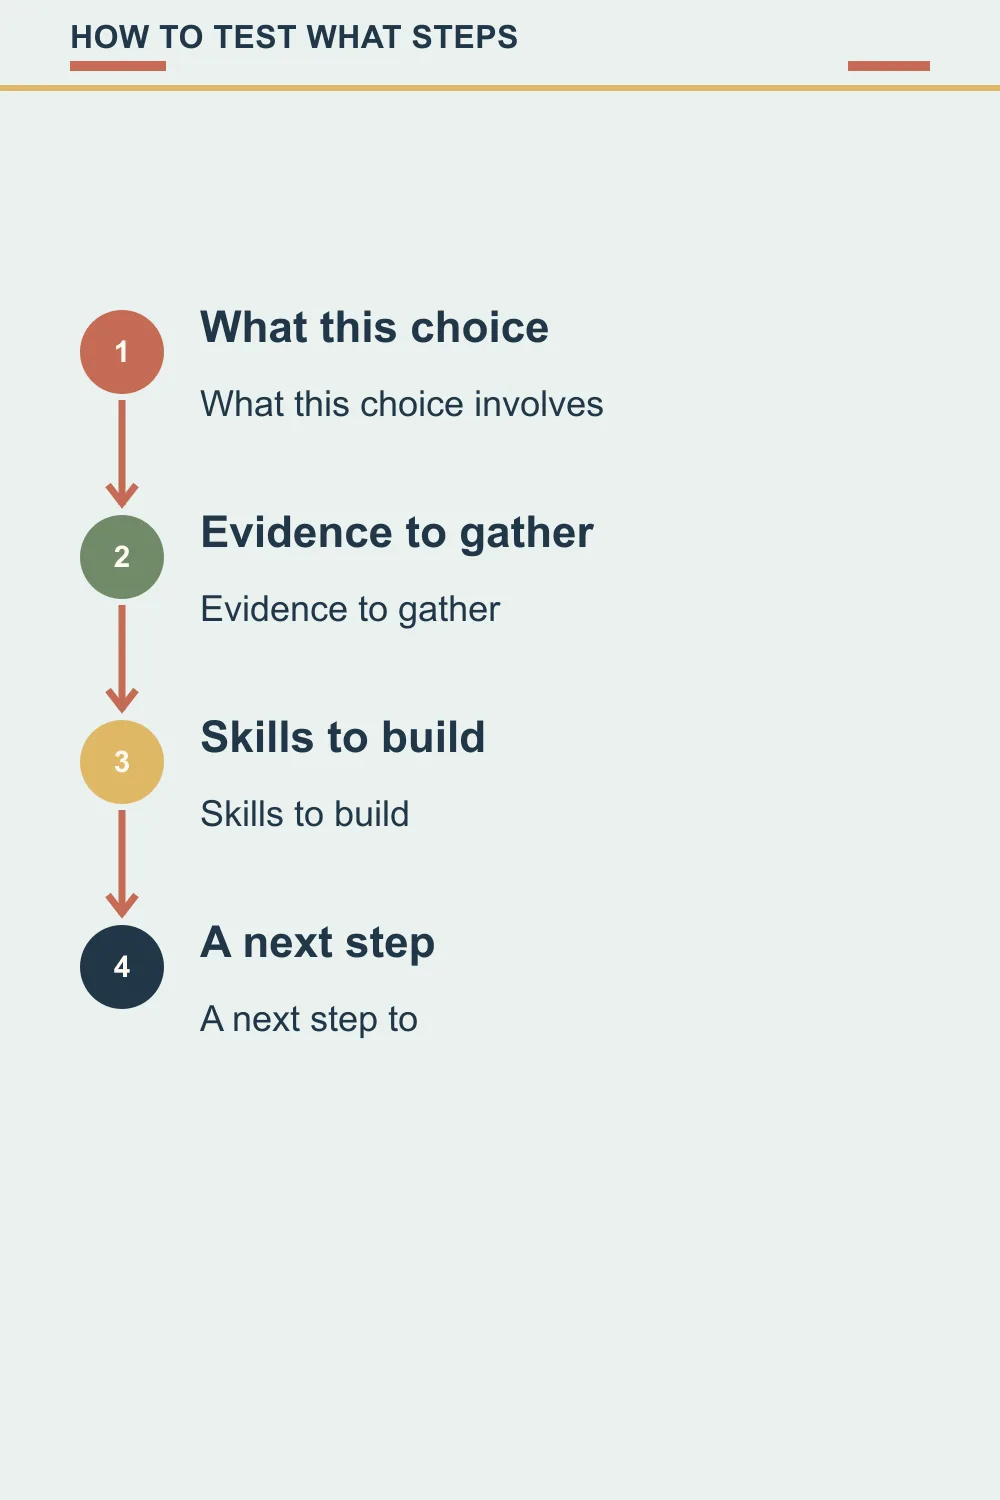 HOW TO TEST WHAT STEPS
1
What this choice
What this choice involves
2
Evidence to gather
Evidence to gather
3
Skills to build
Skills to build
4
A next step
A next step to